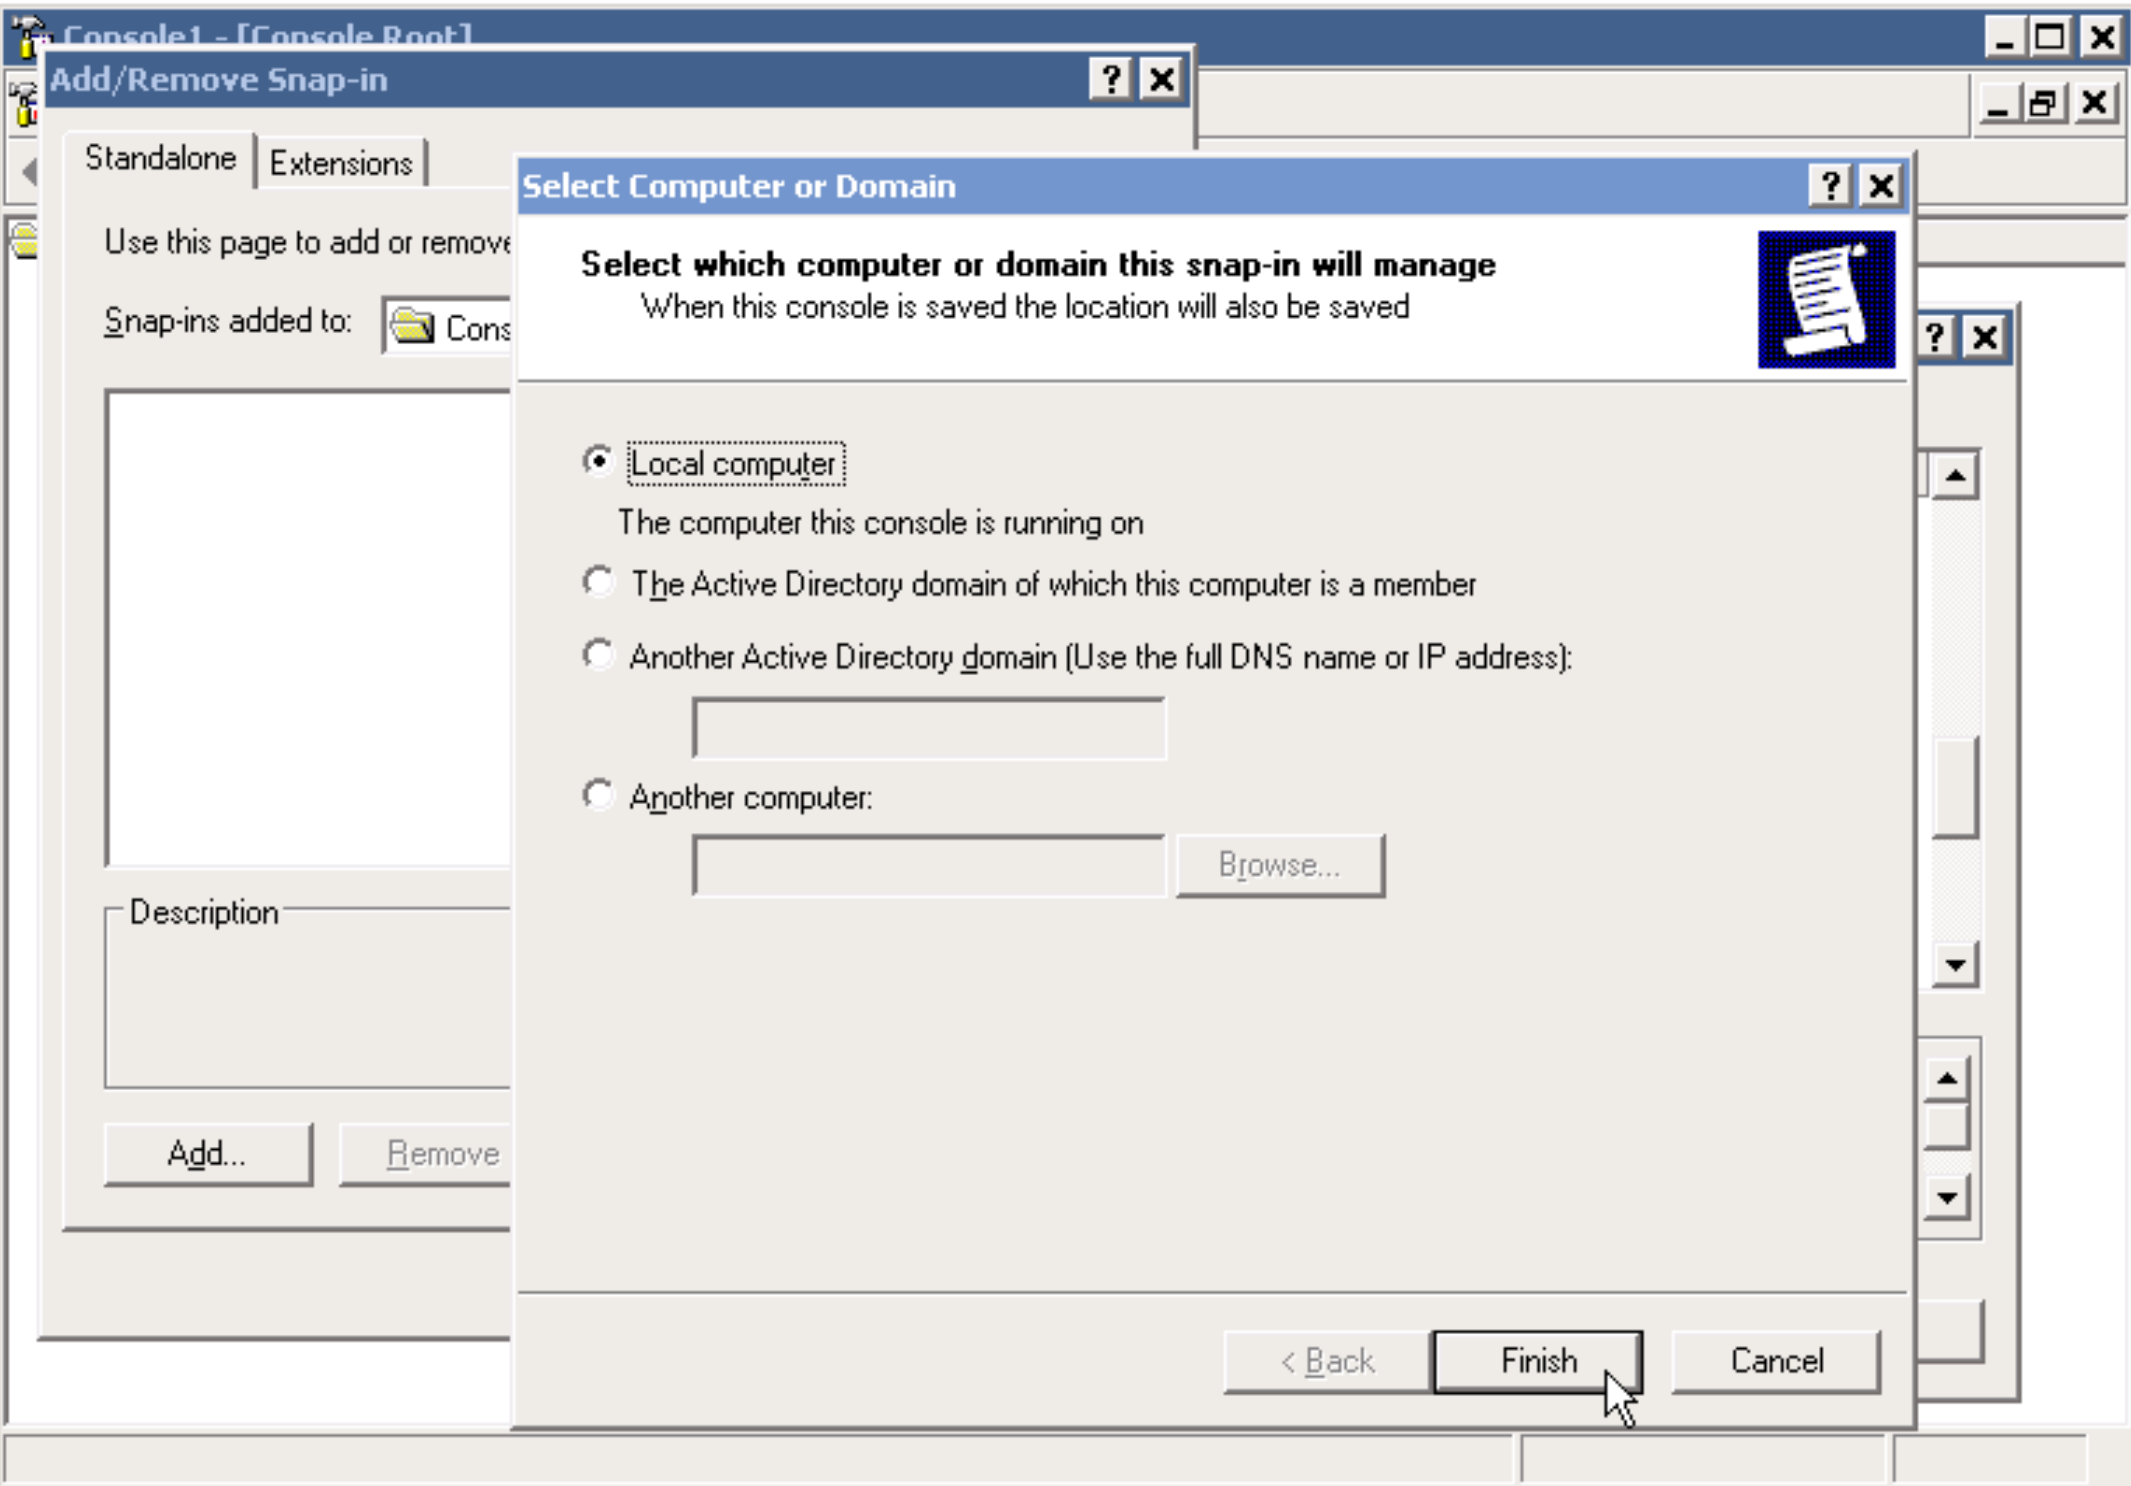 Console1 - [Console Root]
Add/Remove Snap-in
Standalone
Extensions
Use this page to add or remove
Snap-ins added to:
Cons
Description
Add...
Remove
Select Computer or Domain
Select which computer or domain this snap-in will manage
When this console is saved the location will also be saved
Local computer
The computer this console is running on
The Active Directory domain of which this computer is a member
Another Active Directory domain (Use the full DNS name or IP address):
Another computer:
Browse...
< Back
Finish
Cancel